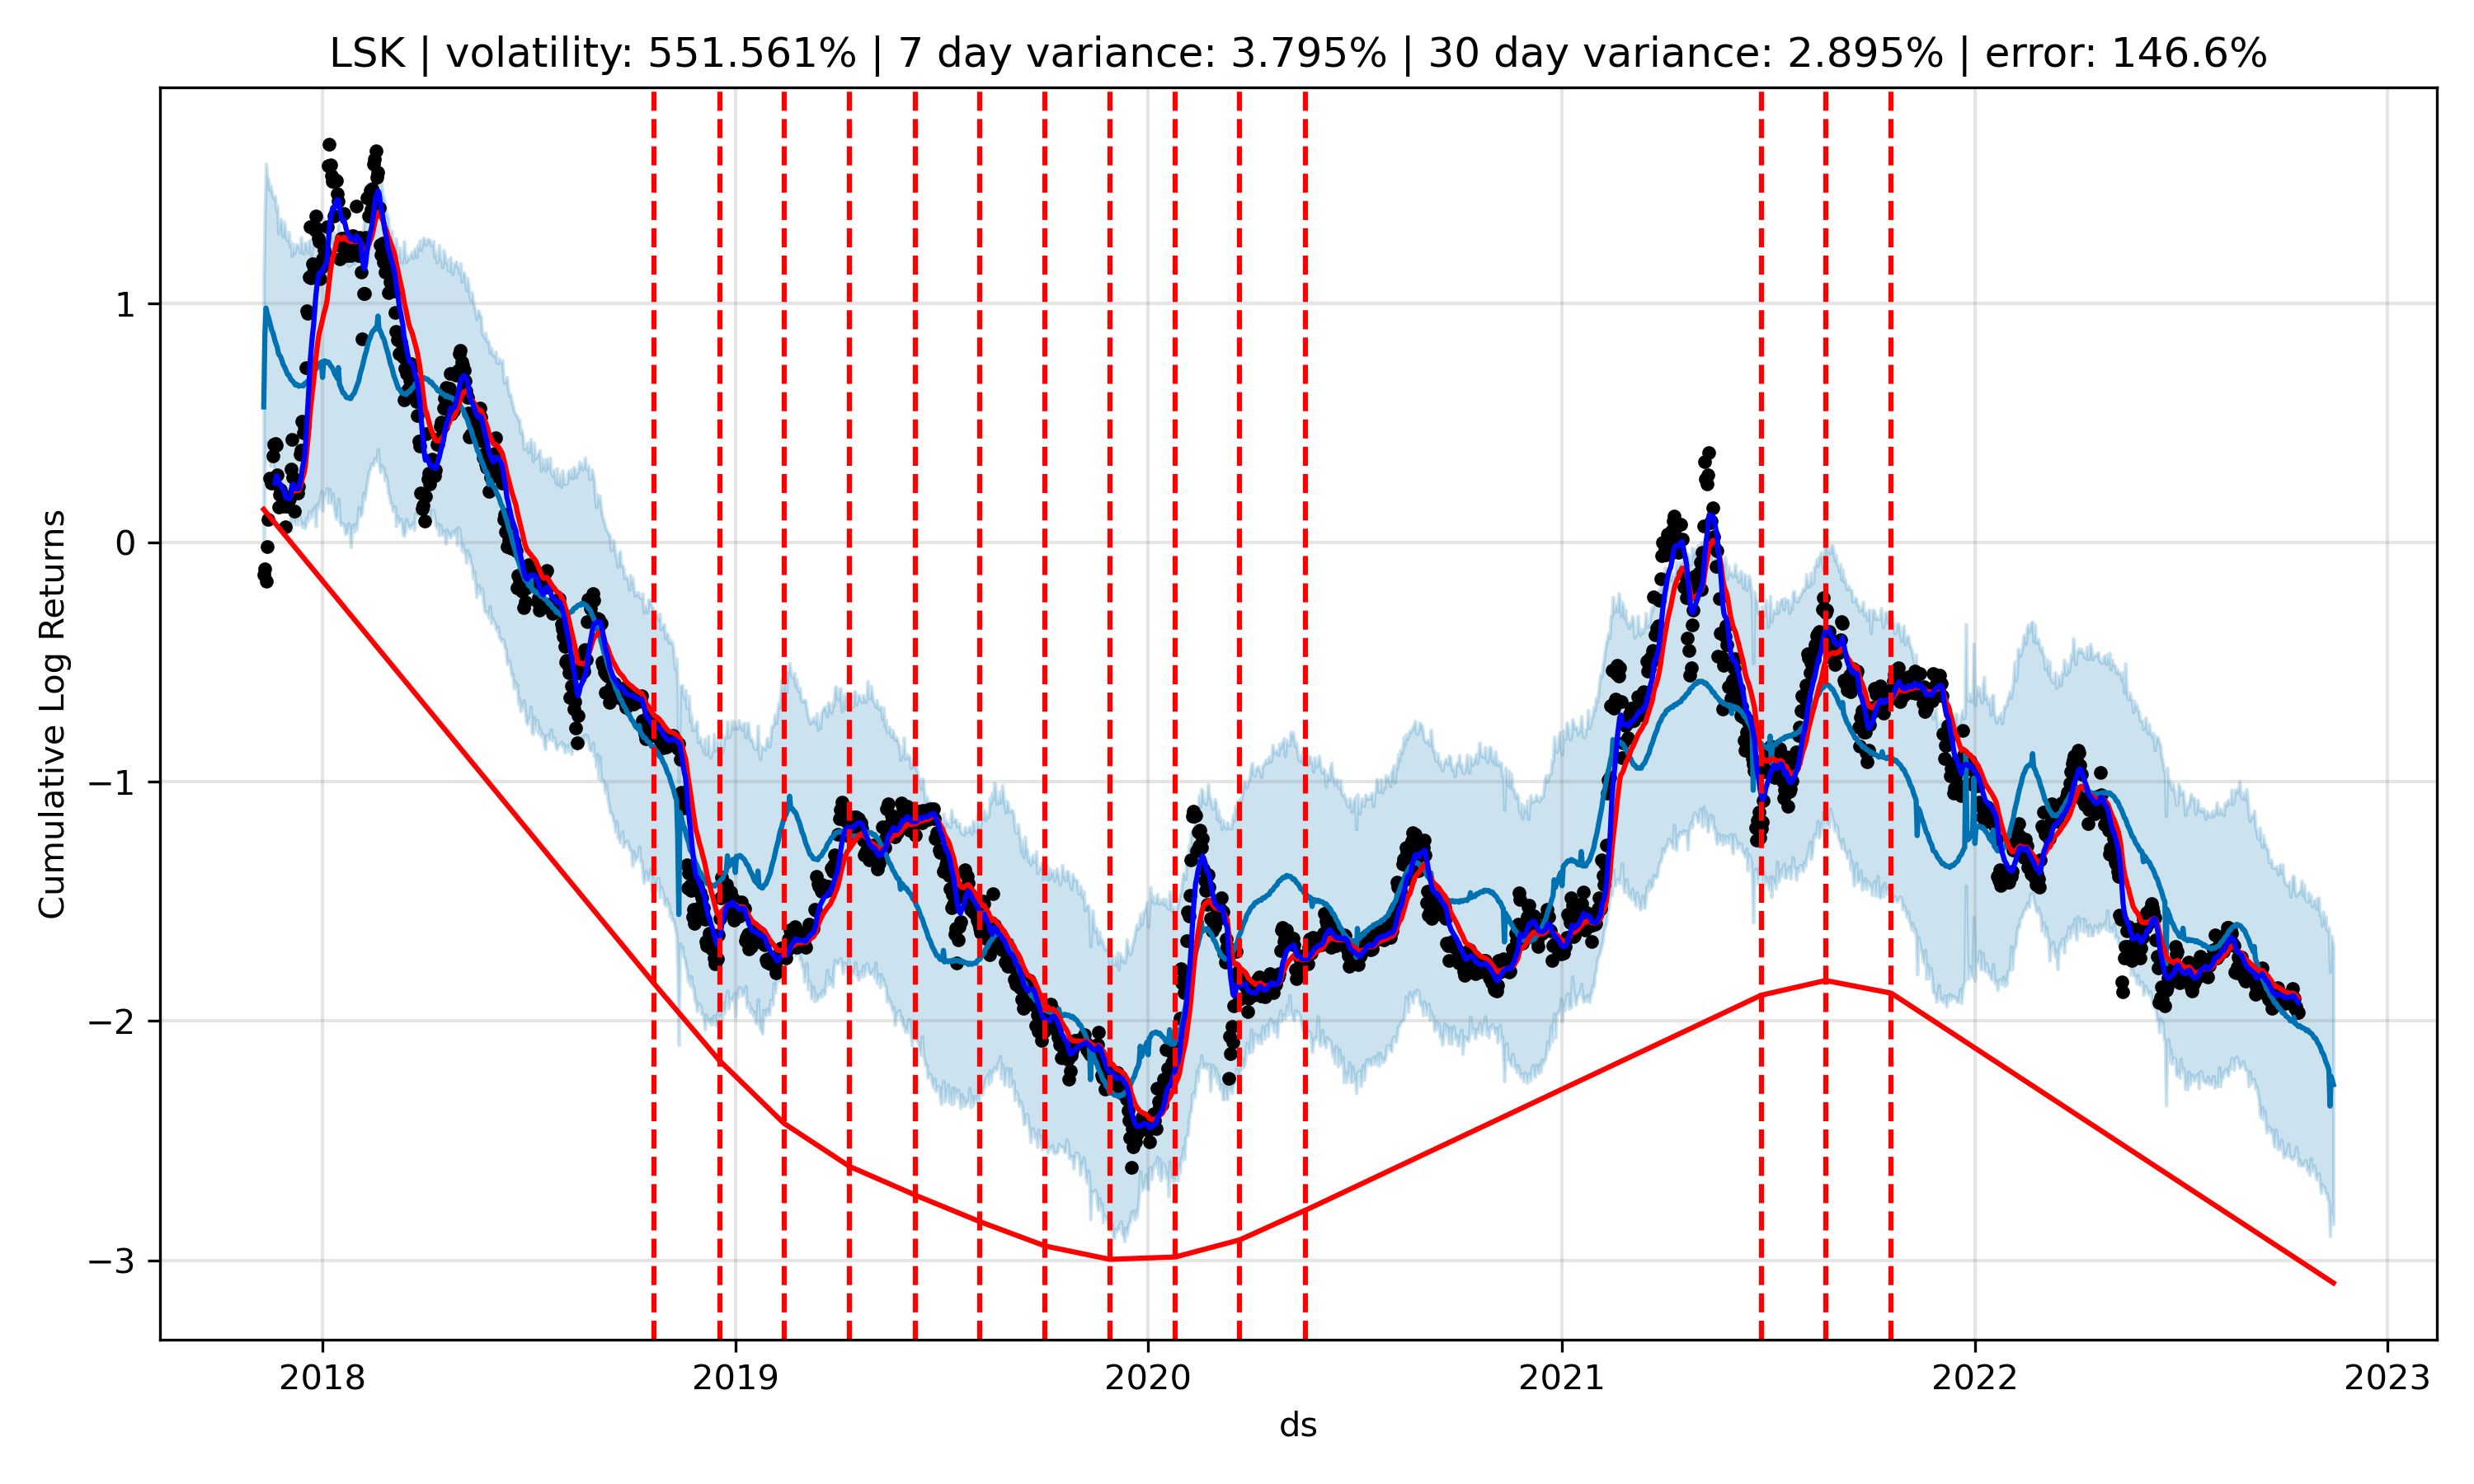 LSK | volatility: 551.561% | 7 day variance: 3.795% | 30 day variance: 2.895% | error: 146.6%
Cumulative Log Returns
1
0
−1
−2
−3
2018 2019 2020 2021 2022 2023
ds